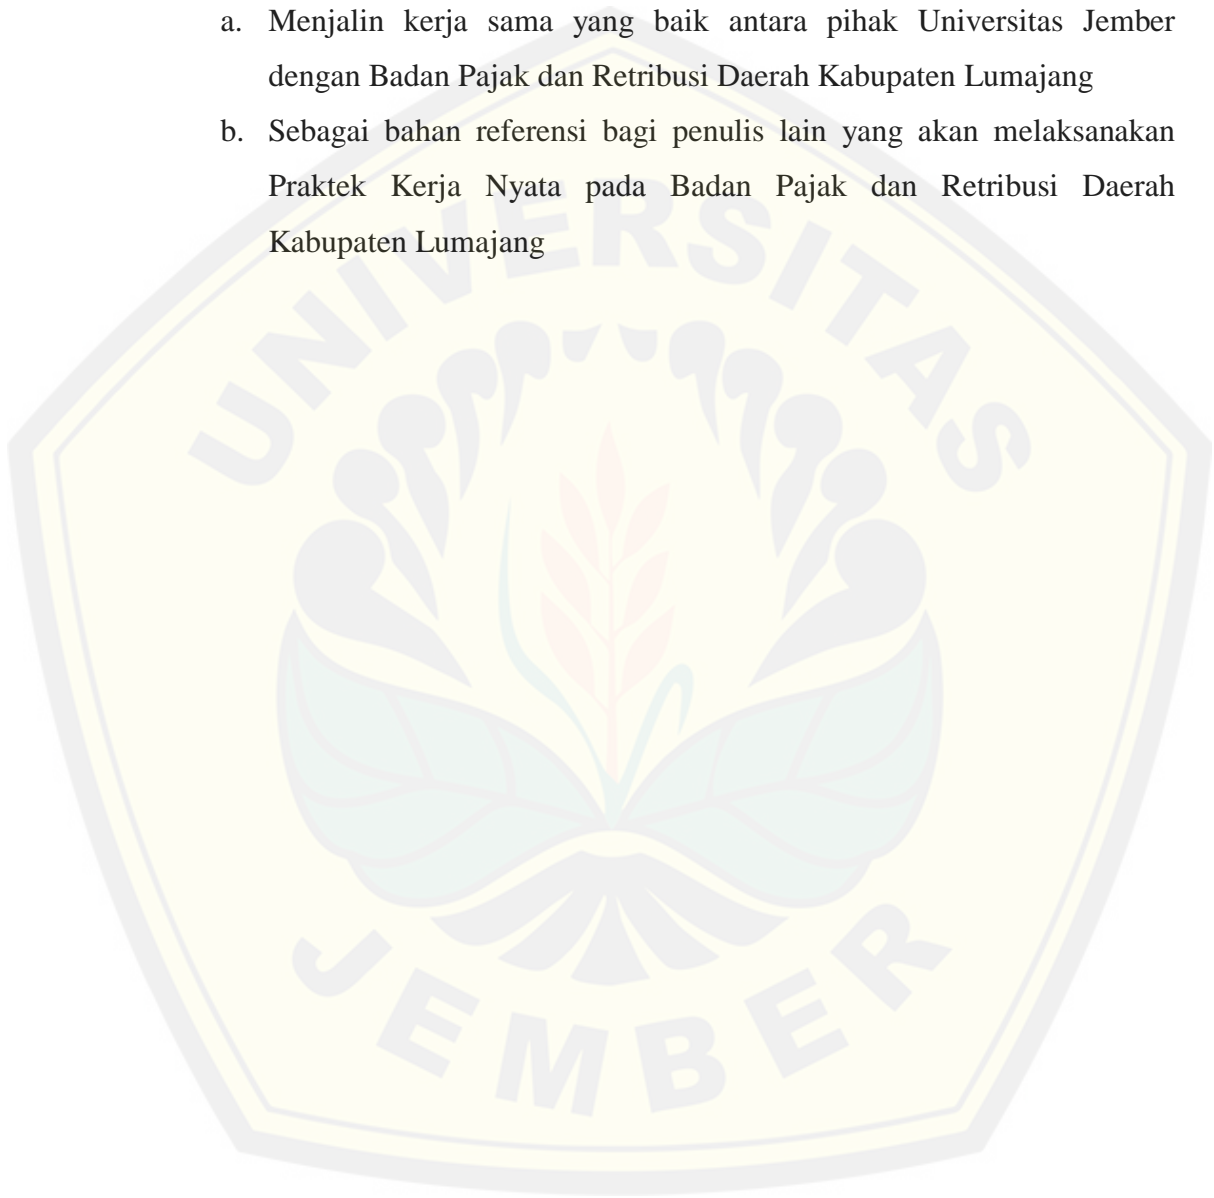 a. Menjalin kerja sama yang baik antara pihak Universitas Jember
dengan Badan Pajak dan Retribusi Daerah Kabupaten Lumajang
b. Sebagai bahan referensi bagi penulis lain yang akan melaksanakan
Praktek Kerja Nyata pada Badan Pajak dan Retribusi Daerah
Kabupaten Lumajang
UNIVERSITAS
JEMBER